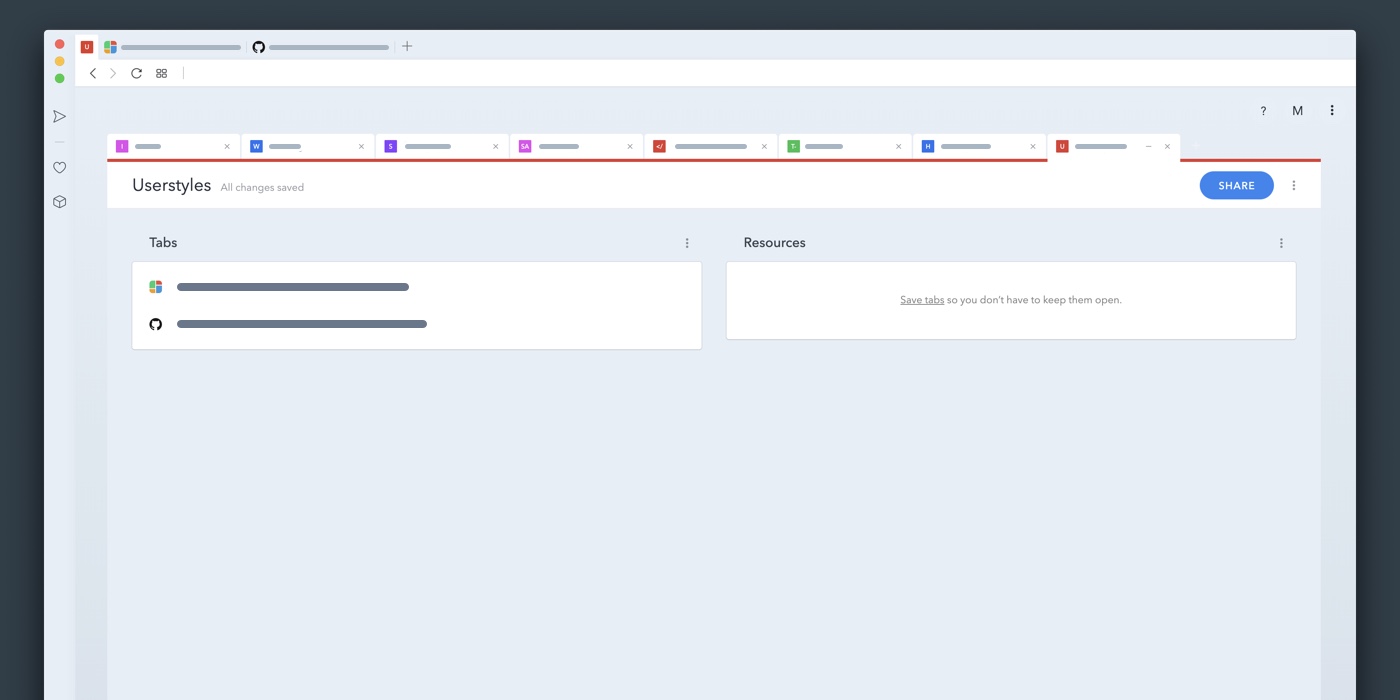 U
? M
I W S SA </> T- H U
Userstyles All changes saved SHARE
Tabs
Resources
Save tabs so you don't have to keep them open.